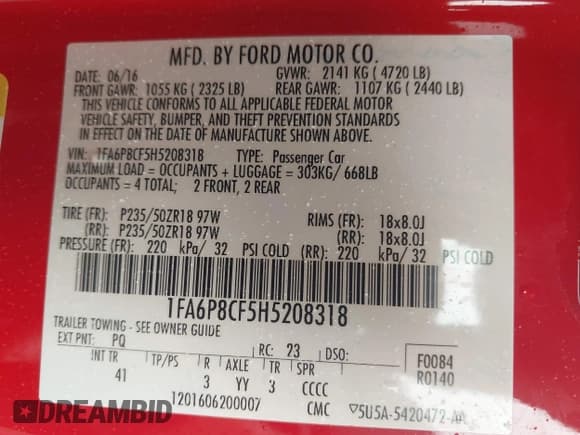 MFD. BY FORD MOTOR CO.
DATE: 06/16 GVWR: 2141 KG ( 4720 LB)
FRONT GAWR: 1055 KG ( 2325 LB) REAR GAWR: 1107 KG ( 2440 LB)
THIS VEHICLE CONFORMS TO ALL APPLICABLE FEDERAL MOTOR
VEHICLE SAFETY, BUMPER, AND THEFT PREVENTION STANDARDS
IN EFFECT ON THE DATE OF MANUFACTURE SHOWN ABOVE.
VIN: 1FA6P8CF5H5208318 TYPE: Passenger Car
MAXIMUM LOAD = OCCUPANTS + LUGGAGE = 303KG/ 668LB
OCCUPANTS = 4 TOTAL; 2 FRONT, 2 REAR
TIRE (FR): P235/50ZR18 97W RIMS (FR): 18x8.0J
(RR): P235/50ZR18 97W (RR): 18x8.0J
PRESSURE (FR): 220 kPa/ 32 PSI COLD (RR): 220 kPa/ 32 PSI COLD
1FA6P8CF5H5208318
TRAILER TOWING - SEE OWNER GUIDE
EXT PNT: PQ RC: 23 DSO: F0084
INT TR TP/PS R AXLE TR SPR R0140
41 3 YY 3 CCCC
1201606200007 CMC 5U5A-5420472-AA
DREAMBID